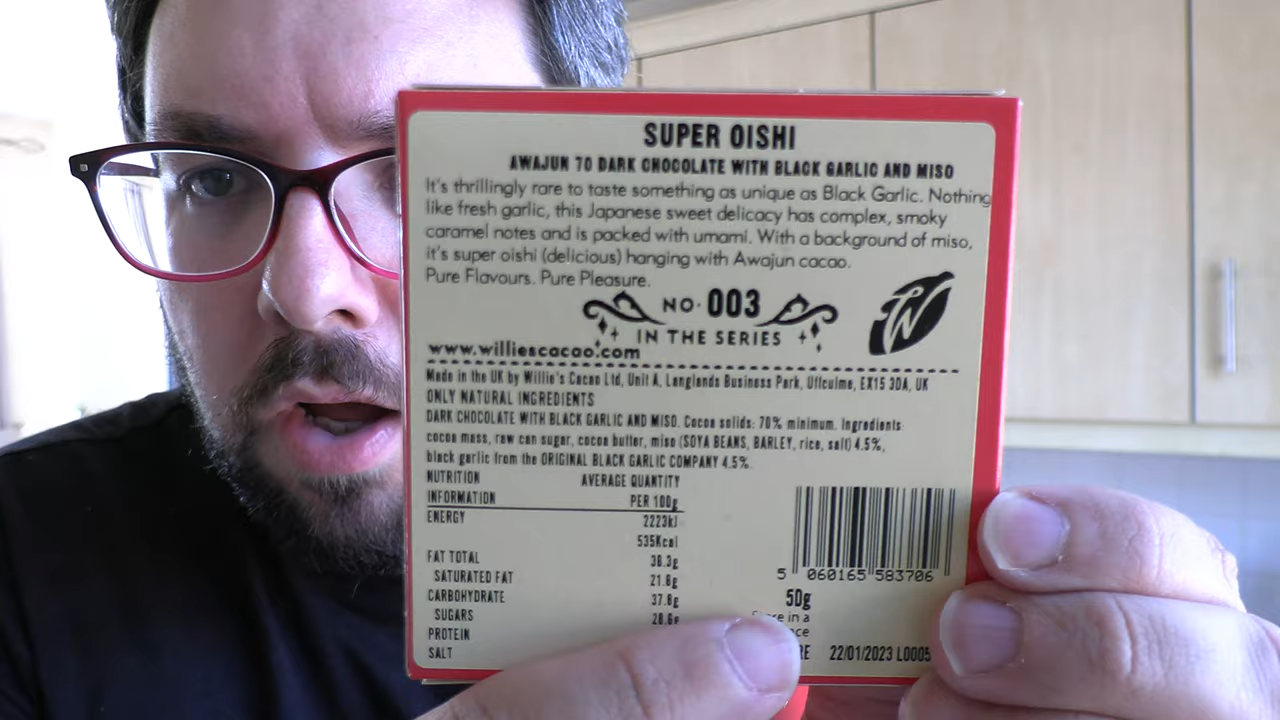 SUPER OISHI
AWAJUN 70 DARK CHOCOLATE WITH BLACK GARLIC AND MISO
It's thrillingly rare to taste something as unique as Black Garlic. Nothing
like fresh garlic, this Japanese sweet delicacy has complex, smoky
caramel notes and is packed with umami. With a background of miso,
it's super oishi (delicious) hanging with Awajun cacao.
Pure Flavours. Pure Pleasure.
NO. 003
IN THE SERIES
W
www.williescacao.com
Made in the UK by Willie's Cacao Ltd, Unit A, Langlands Business Park, Uffculme, EX15 3DA, UK
ONLY NATURAL INGREDIENTS
DARK CHOCOLATE WITH BLACK GARLIC AND MISO. Cocoa solids: 70% minimum. Ingredients:
cocoa mass, raw can sugar, cocoa butter, miso (SOYA BEANS, BARLEY, rice, salt) 4.5%,
black garlic from the ORIGINAL BLACK GARLIC COMPANY 4.5%.
NUTRITION AVERAGE QUANTITY
INFORMATION PER 100g
ENERGY 2223kJ
535Kcal
FAT TOTAL 38.3g
SATURATED FAT 21.6g
CARBOHYDRATE 37.8g
SUGARS 28.6g
PROTEIN
SALT
5 060165 583706
50g
in a
22/01/2023 L0005